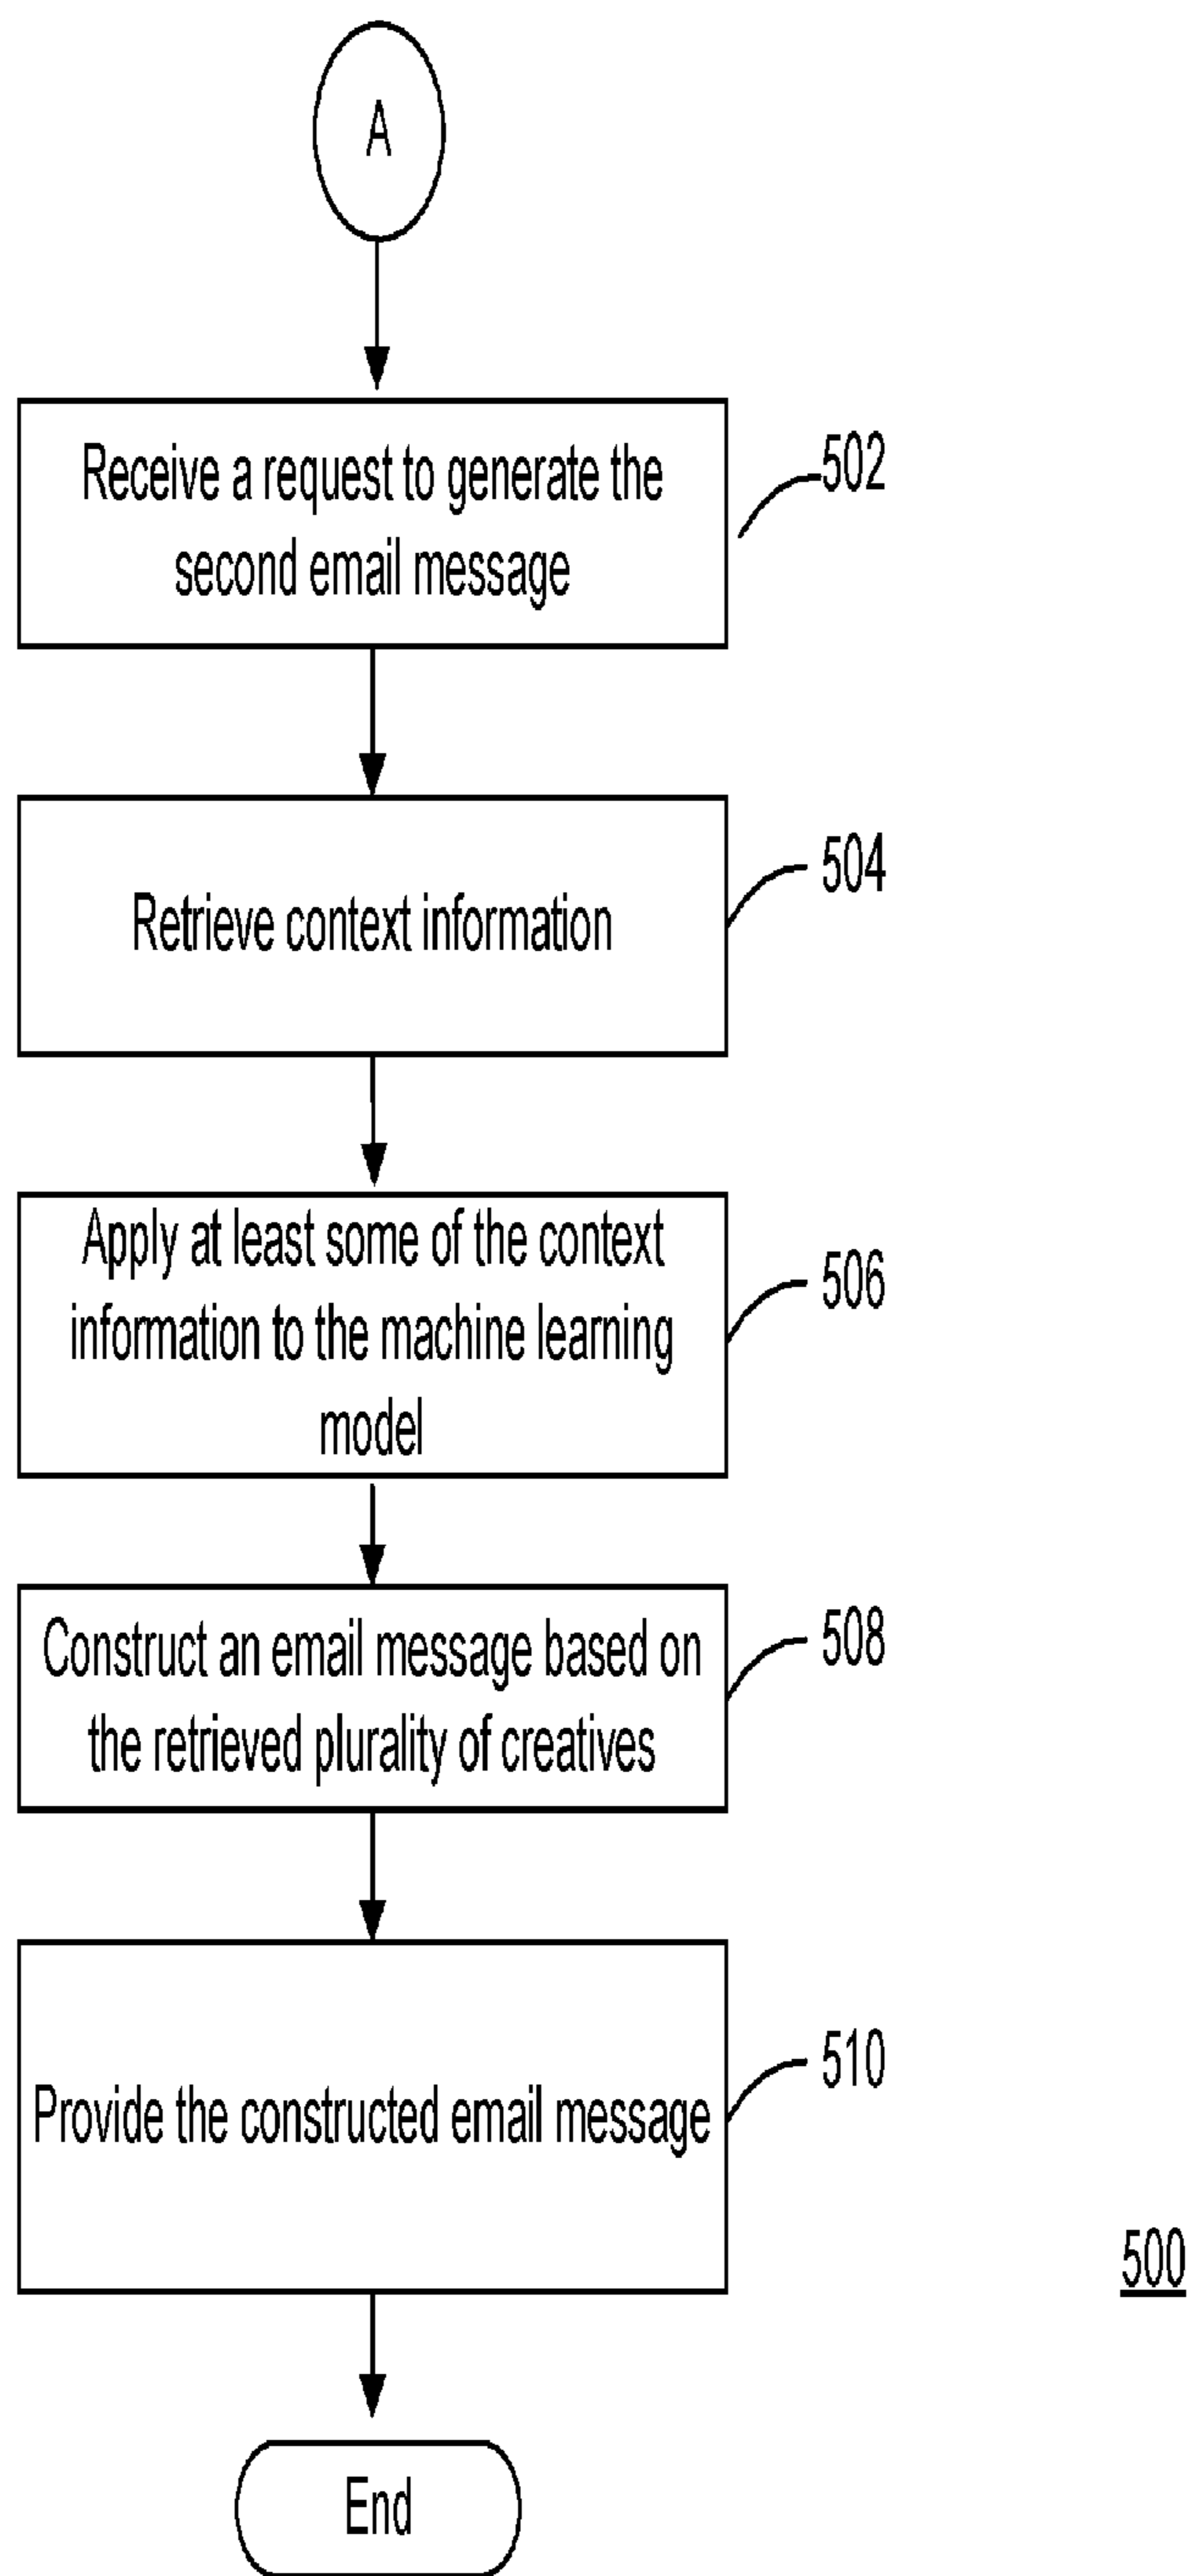 A
Receive a request to generate the
second email message
502
Retrieve context information
504
Apply at least some of the context
information to the machine learning
model
506
Construct an email message based on
the retrieved plurality of creatives
508
Provide the constructed email message
510
500
End